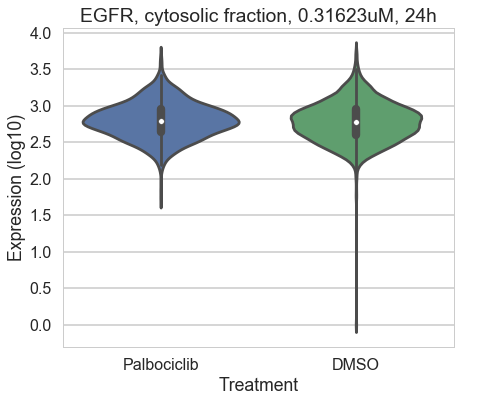 EGFR, cytosolic fraction, 0.31623uM, 24h
4.0
3.5
3.0
2.5
2.0
1.5
1.0
0.5
0.0
Expression (log10)
Palbociclib
DMSO
Treatment